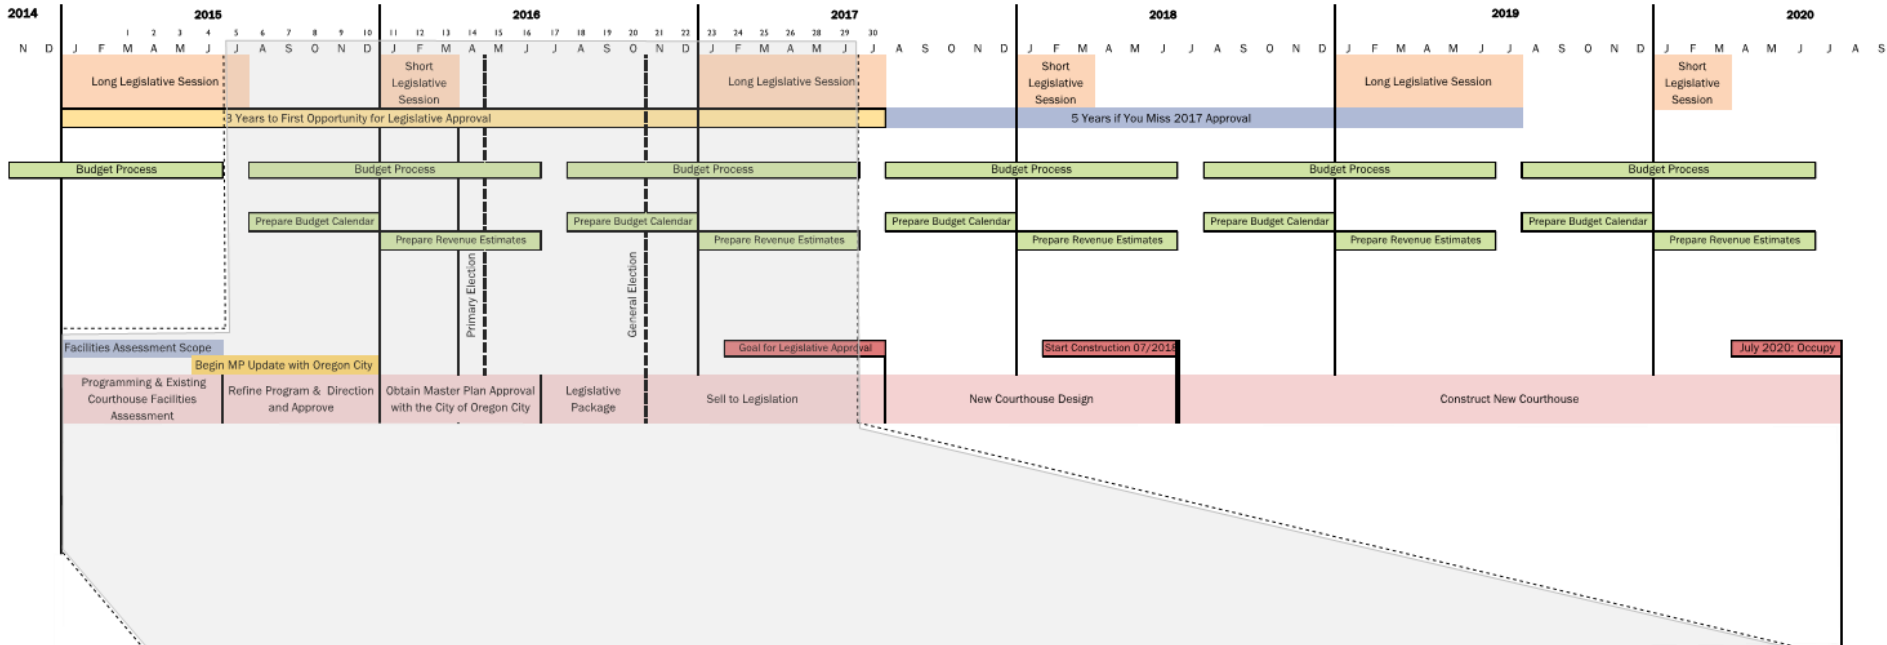 2014 2015 2016 2017 2018 2019 2020
1 2 3 4 5 6 7 8 9 10 11 12 13 14 15 16 17 18 19 20 21 22 23 24 25 26 27 28 29 30
N D J F M A M J J A S O N D J F M A M J J A S O N D J F M A M J J A S O N D J F M A M J J A S O N D J F M A M J J A S O N D J F M A M J J A S
Long Legislative Session
Short
Legislative
Session
Long Legislative Session
Short
Legislative
Session
Long Legislative Session
Short
Legislative
Session
3 Years to First Opportunity for Legislative Approval
5 Years if You Miss 2017 Approval
Budget Process
Budget Process
Budget Process
Budget Process
Budget Process
Budget Process
Prepare Budget Calendar
Prepare Budget Calendar
Prepare Budget Calendar
Prepare Budget Calendar
Prepare Budget Calendar
Prepare Revenue Estimates
Prepare Revenue Estimates
Prepare Revenue Estimates
Prepare Revenue Estimates
Prepare Revenue Estimates
Primary Election
General Election
Facilities Assessment Scope
Goal for Legislative Approval
Start Construction 07/2018
July 2020: Occupy
Begin MP Update with Oregon City
Programming & Existing
Courthouse Facilities
Assessment
Refine Program & Direction
and Approve
Obtain Master Plan Approval
with the City of Oregon City
Legislative
Package
Sell to Legislation
New Courthouse Design
Construct New Courthouse